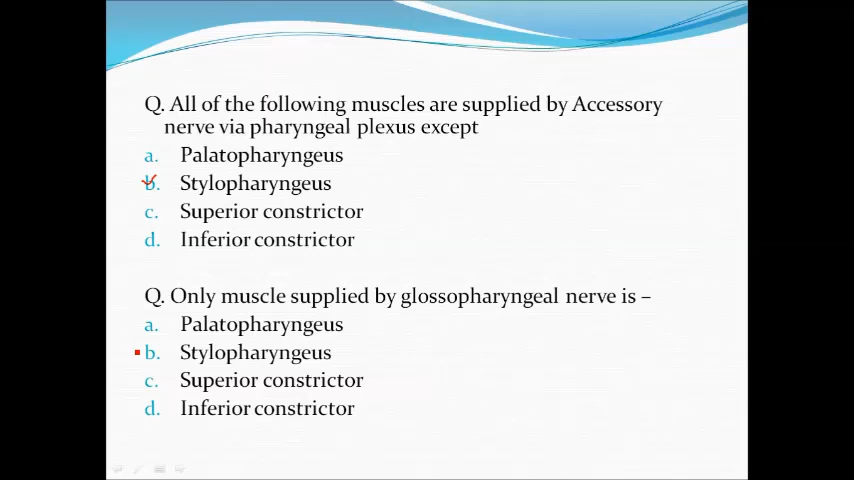 Q. All of the following muscles are supplied by Accessory
nerve via pharyngeal plexus except
a. Palatopharyngeus
b. Stylopharyngeus
c. Superior constrictor
d. Inferior constrictor
Q. Only muscle supplied by glossopharyngeal nerve is –
a. Palatopharyngeus
b. Stylopharyngeus
c. Superior constrictor
d. Inferior constrictor